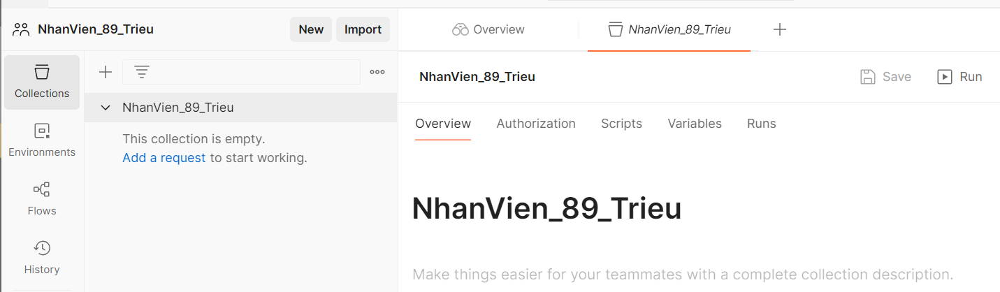 NhanVien_89_Trieu
New
Import
Overview
NhanVien_89_Trieu
Collections
NhanVien_89_Trieu
Save
Run
NhanVien_89_Trieu
Environments
This collection is empty.
Add a request to start working.
Overview
Authorization
Scripts
Variables
Runs
Flows
History
NhanVien_89_Trieu
Make things easier for your teammates with a complete collection description.